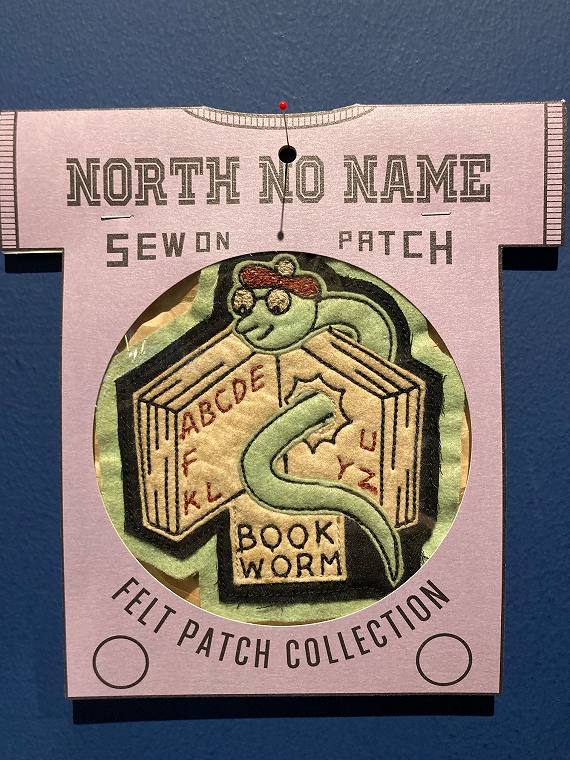 NORTH NO NAME
SEW ON PATCH
ABCDE
F
KL
U
YZ
BOOK
WORM
FELT PATCH COLLECTION